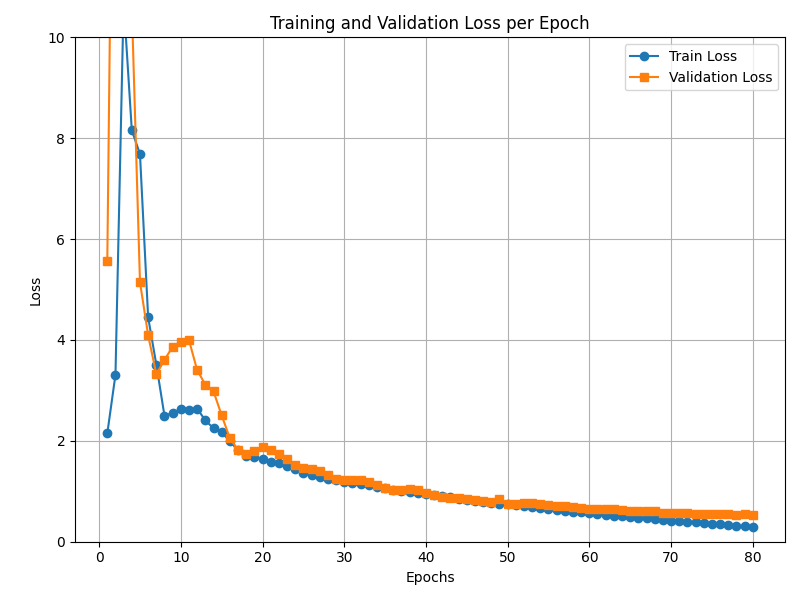 Training and Validation Loss per Epoch
10
8
6
4
2
0
Loss
Train Loss
Validation Loss
0 10 20 30 40 50 60 70 80
Epochs